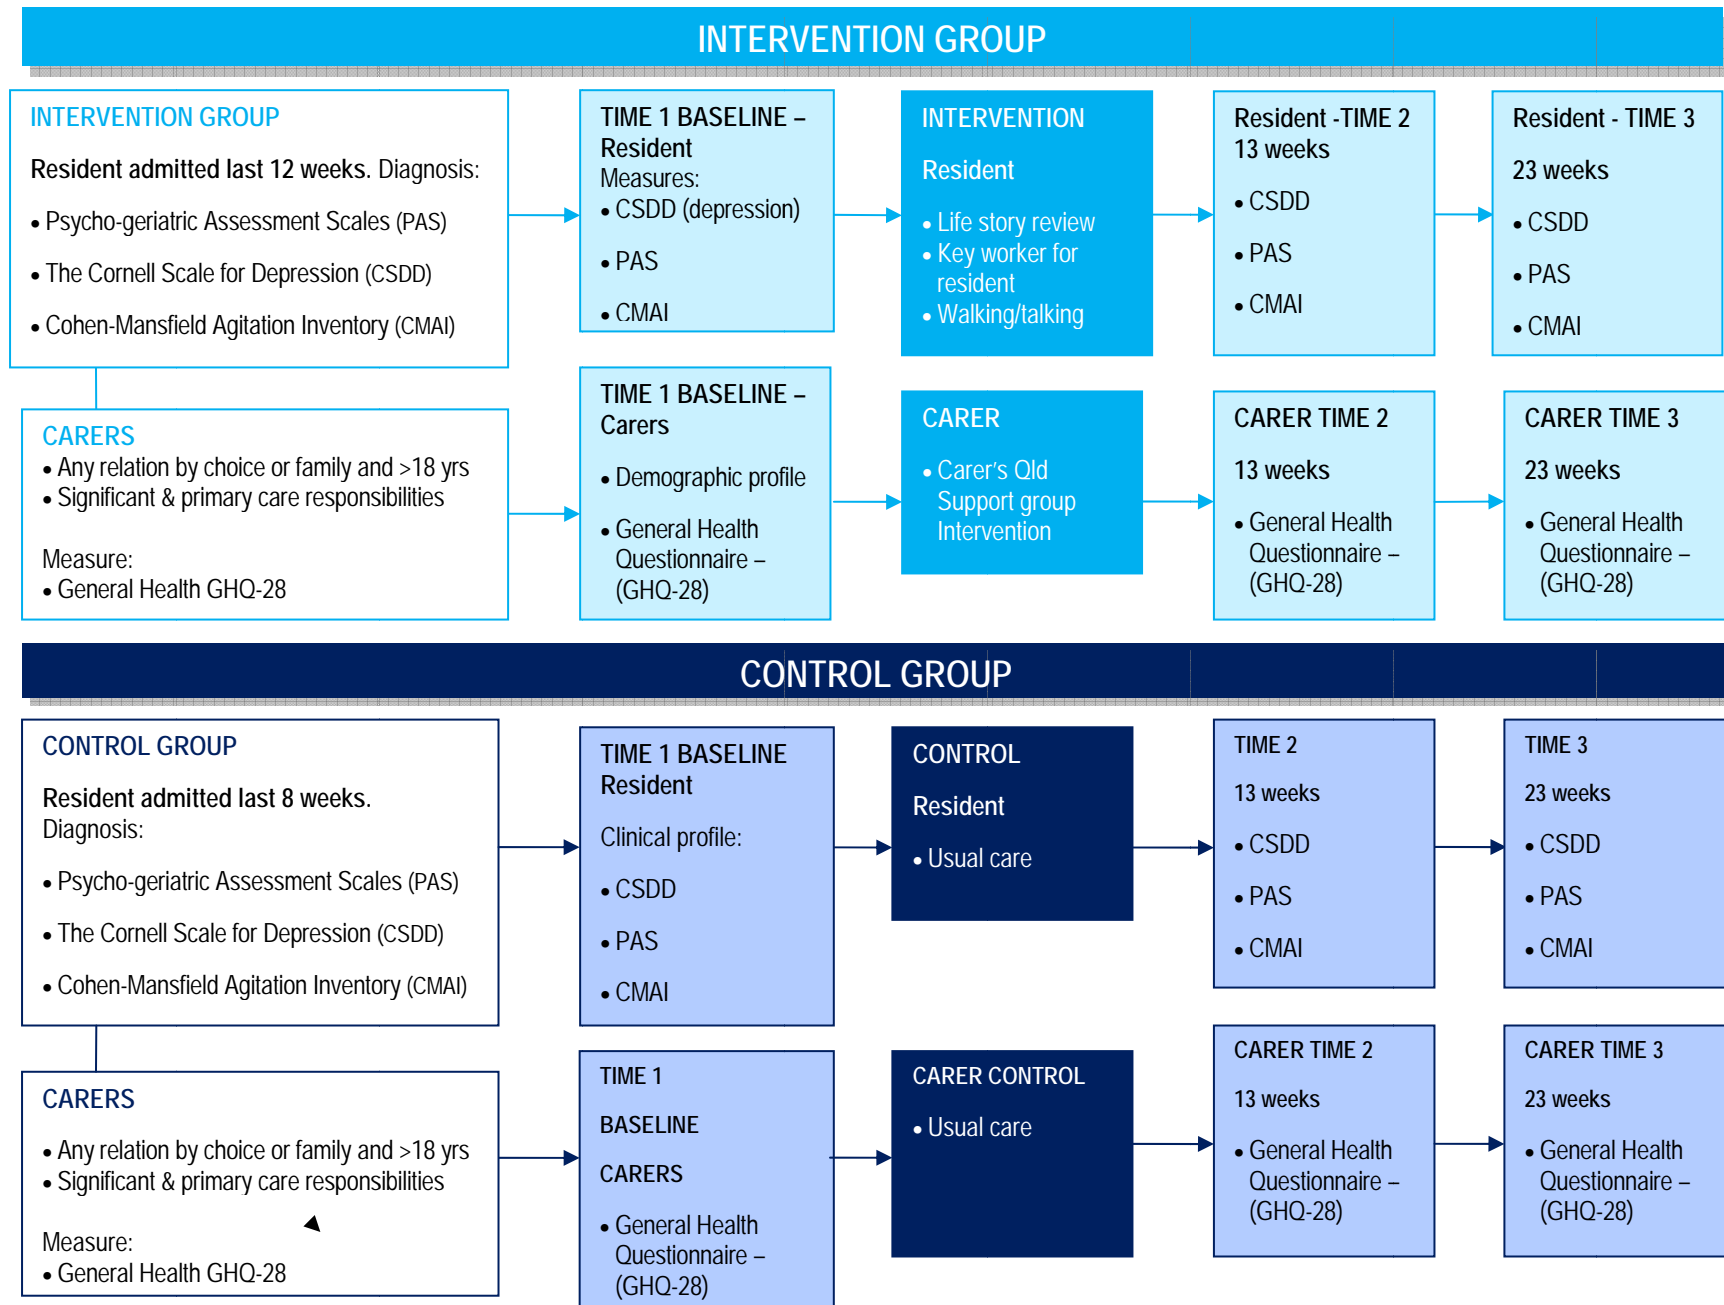 INTERVENTION GROUP
INTERVENTION GROUP
Resident admitted last 12 weeks. Diagnosis:
• Psycho-geriatric Assessment Scales (PAS)
• The Cornell Scale for Depression (CSDD)
• Cohen-Mansfield Agitation Inventory (CMAI)
TIME 1 BASELINE –
Resident
Measures:
• CSDD (depression)
• PAS
• CMAI
INTERVENTION
Resident
• Life story review
• Key worker for
resident
• Walking/talking
Resident -TIME 2
13 weeks
• CSDD
• PAS
• CMAI
Resident - TIME 3
23 weeks
• CSDD
• PAS
• CMAI
CARERS
• Any relation by choice or family and >18 yrs
• Significant & primary care responsibilities
Measure:
• General Health GHQ-28
TIME 1 BASELINE –
Carers
• Demographic profile
• General Health
Questionnaire –
(GHQ-28)
CARER
• Carer's Qld
Support group
Intervention
CARER TIME 2
13 weeks
• General Health
Questionnaire –
(GHQ-28)
CARER TIME 3
23 weeks
• General Health
Questionnaire –
(GHQ-28)
CONTROL GROUP
CONTROL GROUP
Resident admitted last 8 weeks.
Diagnosis:
• Psycho-geriatric Assessment Scales (PAS)
• The Cornell Scale for Depression (CSDD)
• Cohen-Mansfield Agitation Inventory (CMAI)
TIME 1 BASELINE
Resident
Clinical profile:
• CSDD
• PAS
• CMAI
CONTROL
Resident
• Usual care
TIME 2
13 weeks
• CSDD
• PAS
• CMAI
TIME 3
23 weeks
• CSDD
• PAS
• CMAI
CARERS
• Any relation by choice or family and >18 yrs
• Significant & primary care responsibilities
Measure:
• General Health GHQ-28
TIME 1
BASELINE
CARERS
• General Health
Questionnaire –
(GHQ-28)
CARER CONTROL
• Usual care
CARER TIME 2
13 weeks
• General Health
Questionnaire –
(GHQ-28)
CARER TIME 3
23 weeks
• General Health
Questionnaire –
(GHQ-28)